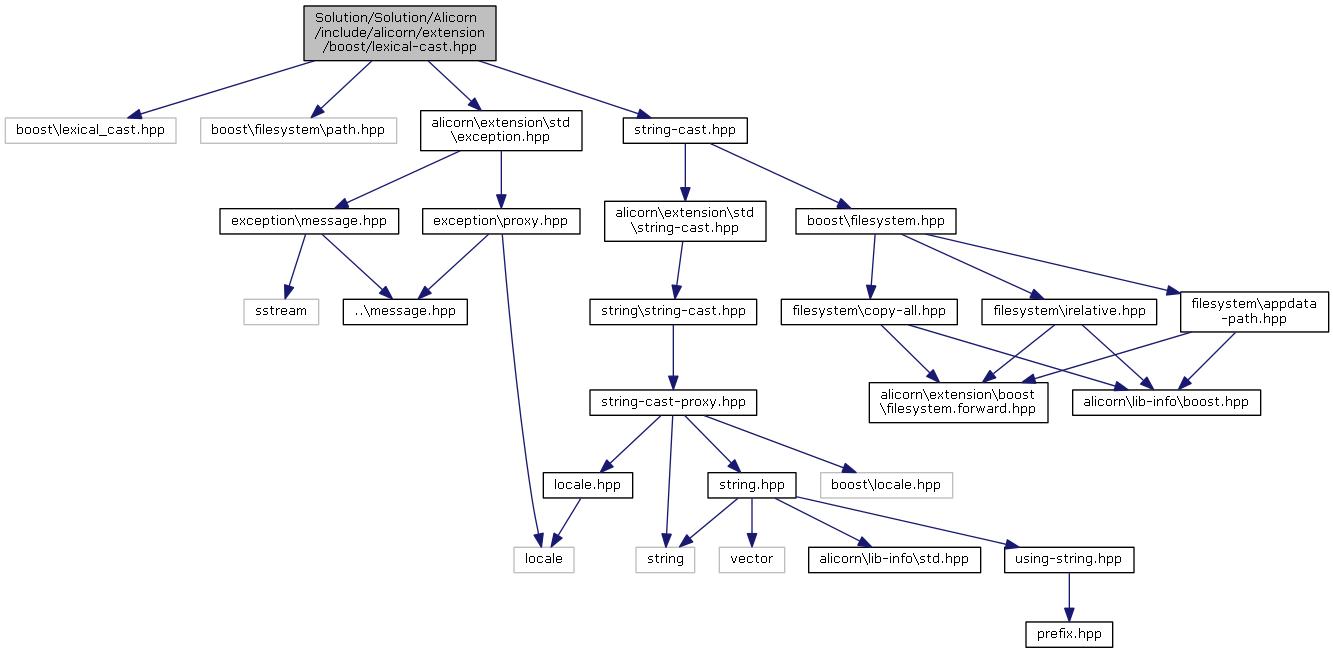 Solution/Solution/Alicorn
/include/alicorn/extension
/boost/lexical-cast.hpp
boost\lexical_cast.hpp
boost\filesystem\path.hpp
alicorn\extension\std
\exception.hpp
string-cast.hpp
exception\message.hpp
exception\proxy.hpp
alicorn\extension\std
\string-cast.hpp
boost\filesystem.hpp
sstream
..\message.hpp
string\string-cast.hpp
filesystem\copy-all.hpp
filesystem\irelative.hpp
filesystem\appdata
-path.hpp
string-cast-proxy.hpp
alicorn\extension\boost
\filesystem.forward.hpp
alicorn\lib-info\boost.hpp
locale.hpp
string.hpp
boost\locale.hpp
locale
string
vector
alicorn\lib-info\std.hpp
using-string.hpp
prefix.hpp